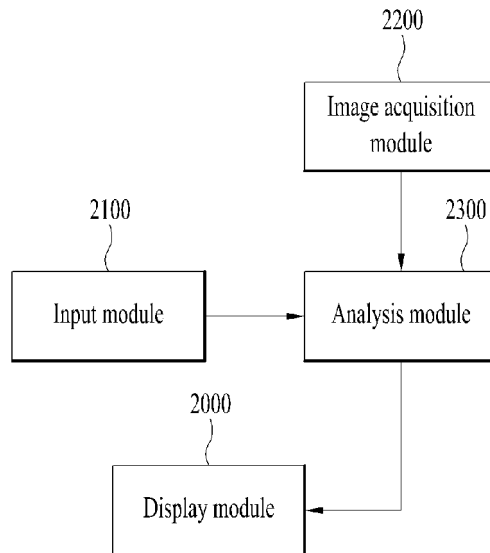 2200
Image acquisition
module
2100
2300
Input module
Analysis module
2000
Display module